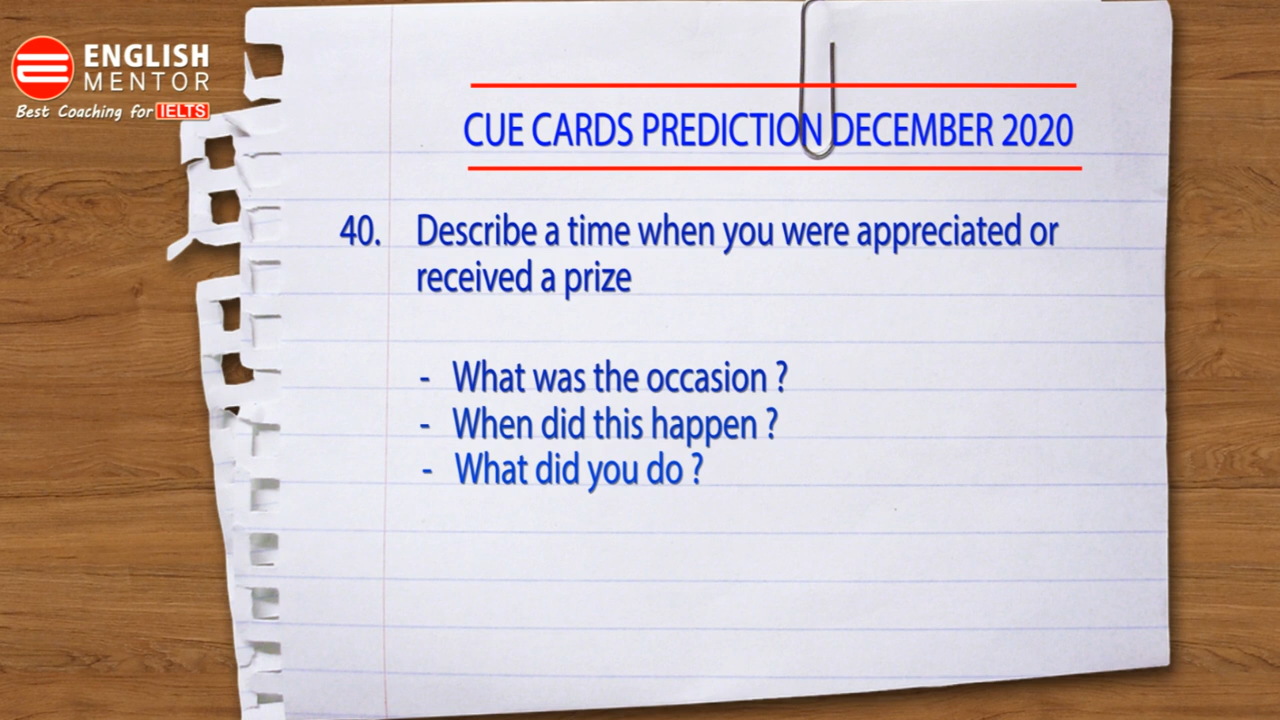 ENGLISH
MENTOR
Best Coaching for IELTS
CUE CARDS PREDICTION DECEMBER 2020
40. Describe a time when you were appreciated or
received a prize
- What was the occasion ?
- When did this happen ?
- What did you do ?